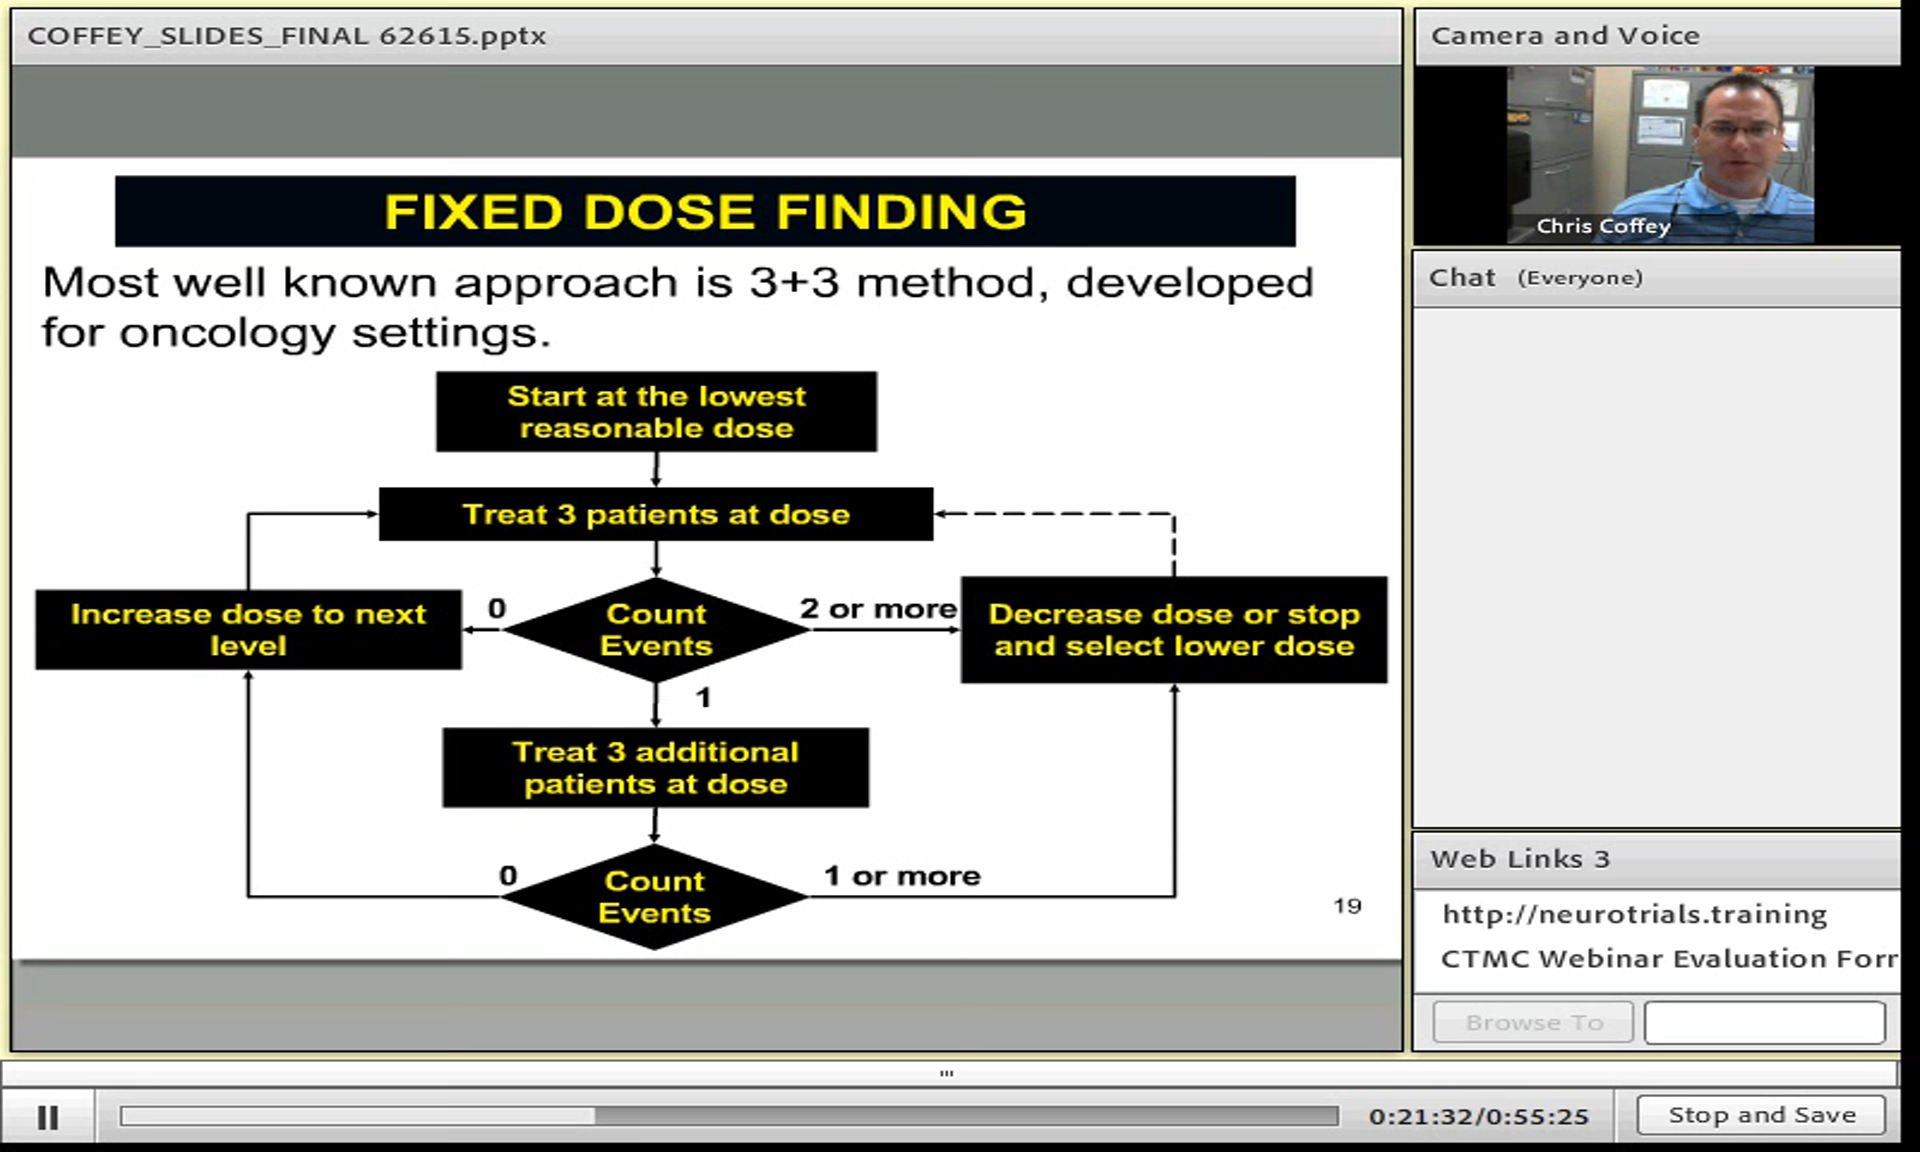 COFFEY_SLIDES_FINAL 62615.pptx
FIXED DOSE FINDING
Most well known approach is 3+3 method, developed
for oncology settings.
Start at the lowest
reasonable dose
Treat 3 patients at dose
Increase dose to next
level
0
Count
Events
2 or more
Decrease dose or stop
and select lower dose
1
Treat 3 additional
patients at dose
0
Count
Events
1 or more
19
Camera and Voice
Chris Coffey
Chat (Everyone)
Web Links 3
http://neurotrials.training
CTMC Webinar Evaluation Forr
Browse To
0:21:32/0:55:25
Stop and Save